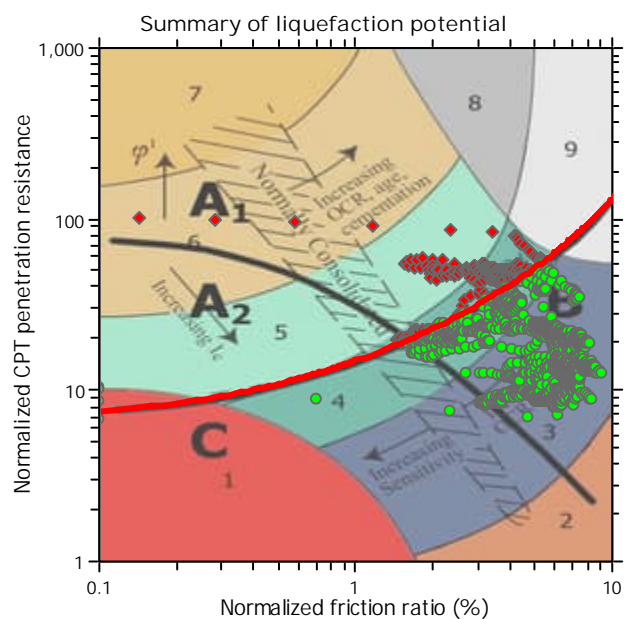 Summary of liquefaction potential
Normalized CPT penetration resistance
1,000
100
10
1
0.1
1
10
Normalized friction ratio (%)
7
8
9
φ'
A1
6
A2
5
B
4
C
1
3
2
Increasing
OCR, age,
cementation
Normally Consolidated
Increasing Ic
Increasing
Sensitivity